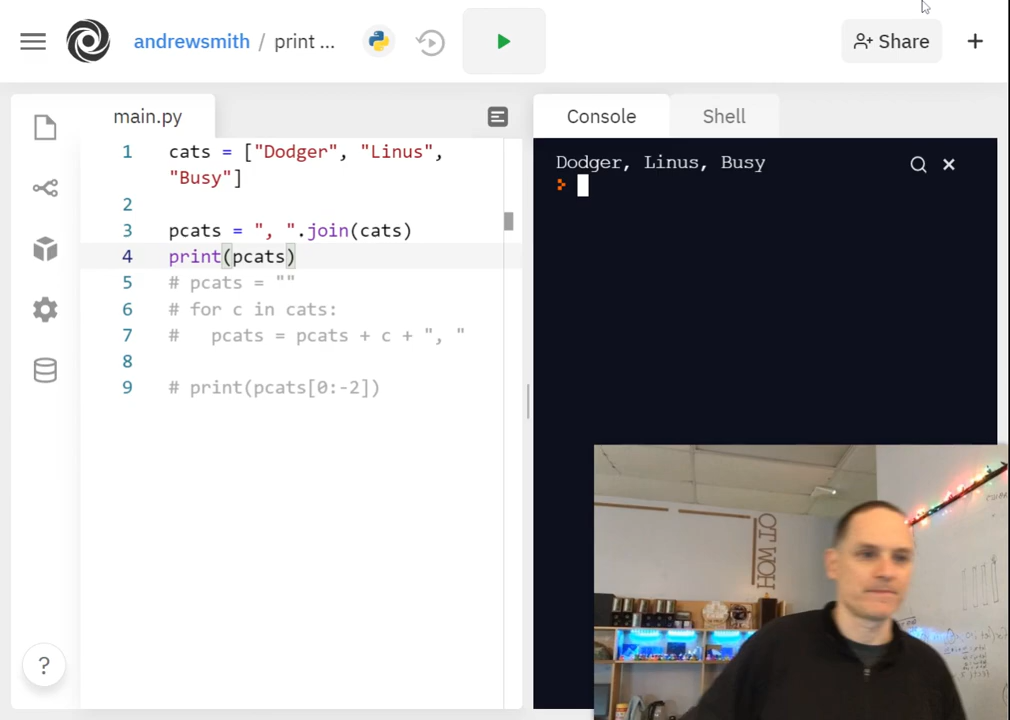 andrewsmith / print ...
Share
main.py
1 cats = ["Dodger", "Linus",
"Busy"]
2
3 pcats = ", ".join(cats)
4 print(pcats)
5 # pcats = ""
6 # for c in cats:
7 #   pcats = pcats + c + ", "
8
9 # print(pcats[0:-2])
?
Console Shell
Dodger, Linus, Busy
HOW TO